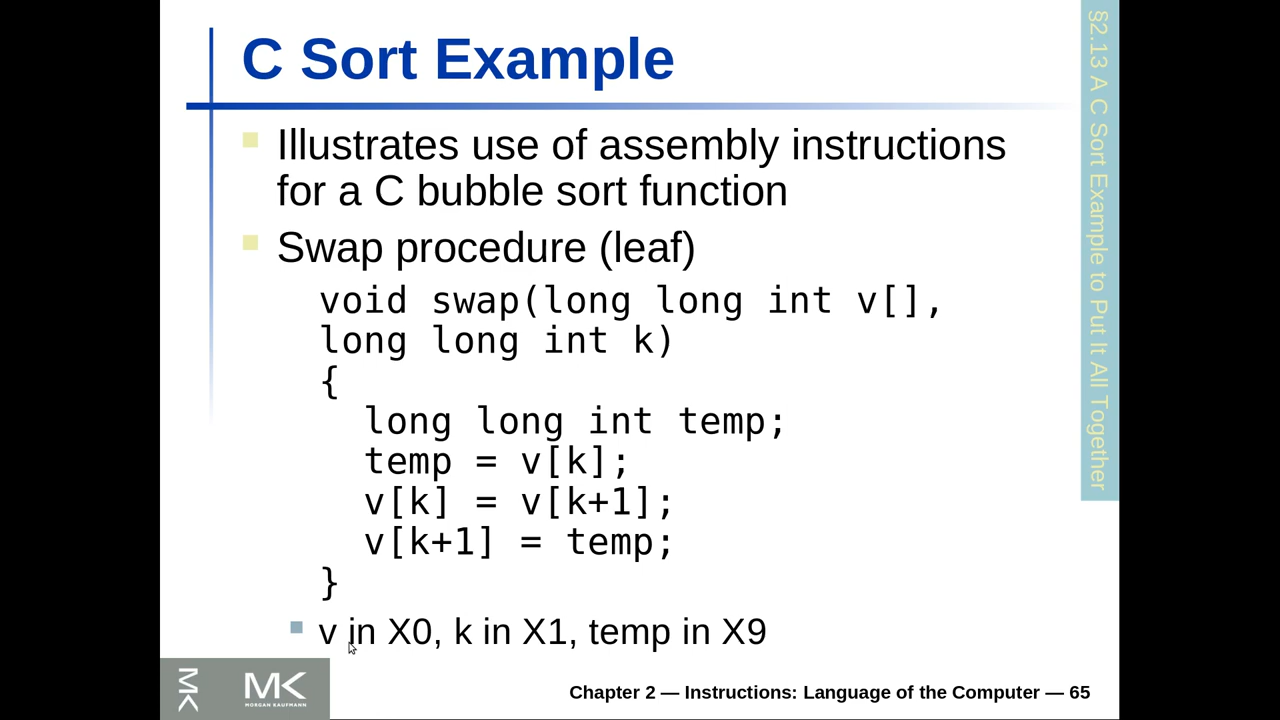 C Sort Example
Illustrates use of assembly instructions
for a C bubble sort function
Swap procedure (leaf)
void swap(long long int v[],
long long int k)
{
  long long int temp;
  temp = v[k];
  v[k] = v[k+1];
  v[k+1] = temp;
}
v in X0, k in X1, temp in X9
§2.13 A C Sort Example to Put It All Together
MK
MK
MORGAN KAUFMANN
Chapter 2 — Instructions: Language of the Computer — 65